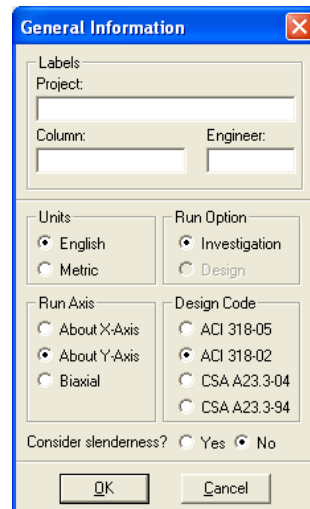 General Information
Labels
Project:
Column: Engineer:
Units Run Option
English Investigation
Metric Design
Run Axis Design Code
About X-Axis ACI 318-05
About Y-Axis ACI 318-02
Biaxial CSA A23.3-04
CSA A23.3-94
Consider slenderness? Yes No
OK Cancel